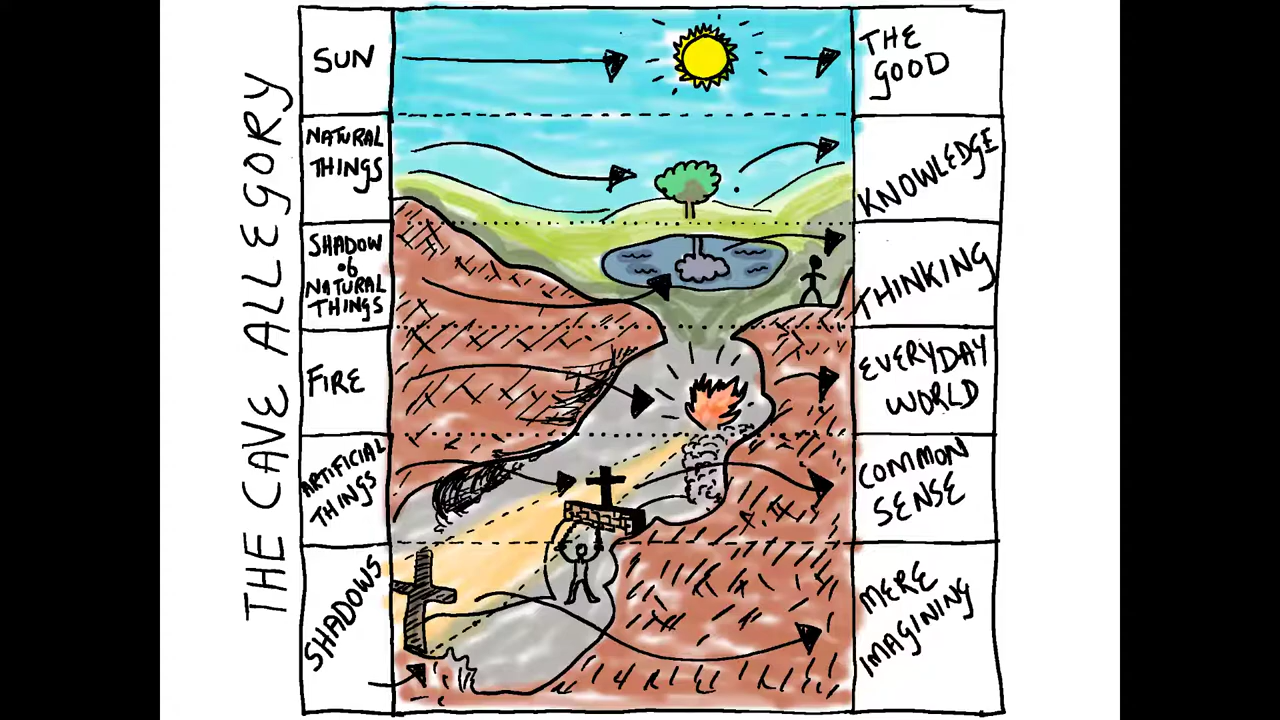 THE CAVE ALLEGORY
SUN
THE
GOOD
NATURAL
THINGS
KNOWLEDGE
SHADOW
of
NATURAL
THINGS
THINKING
FIRE
EVERYDAY
WORLD
ARTIFICIAL
THINGS
COMMON
SENSE
SHADOWS
MERE
IMAGINING